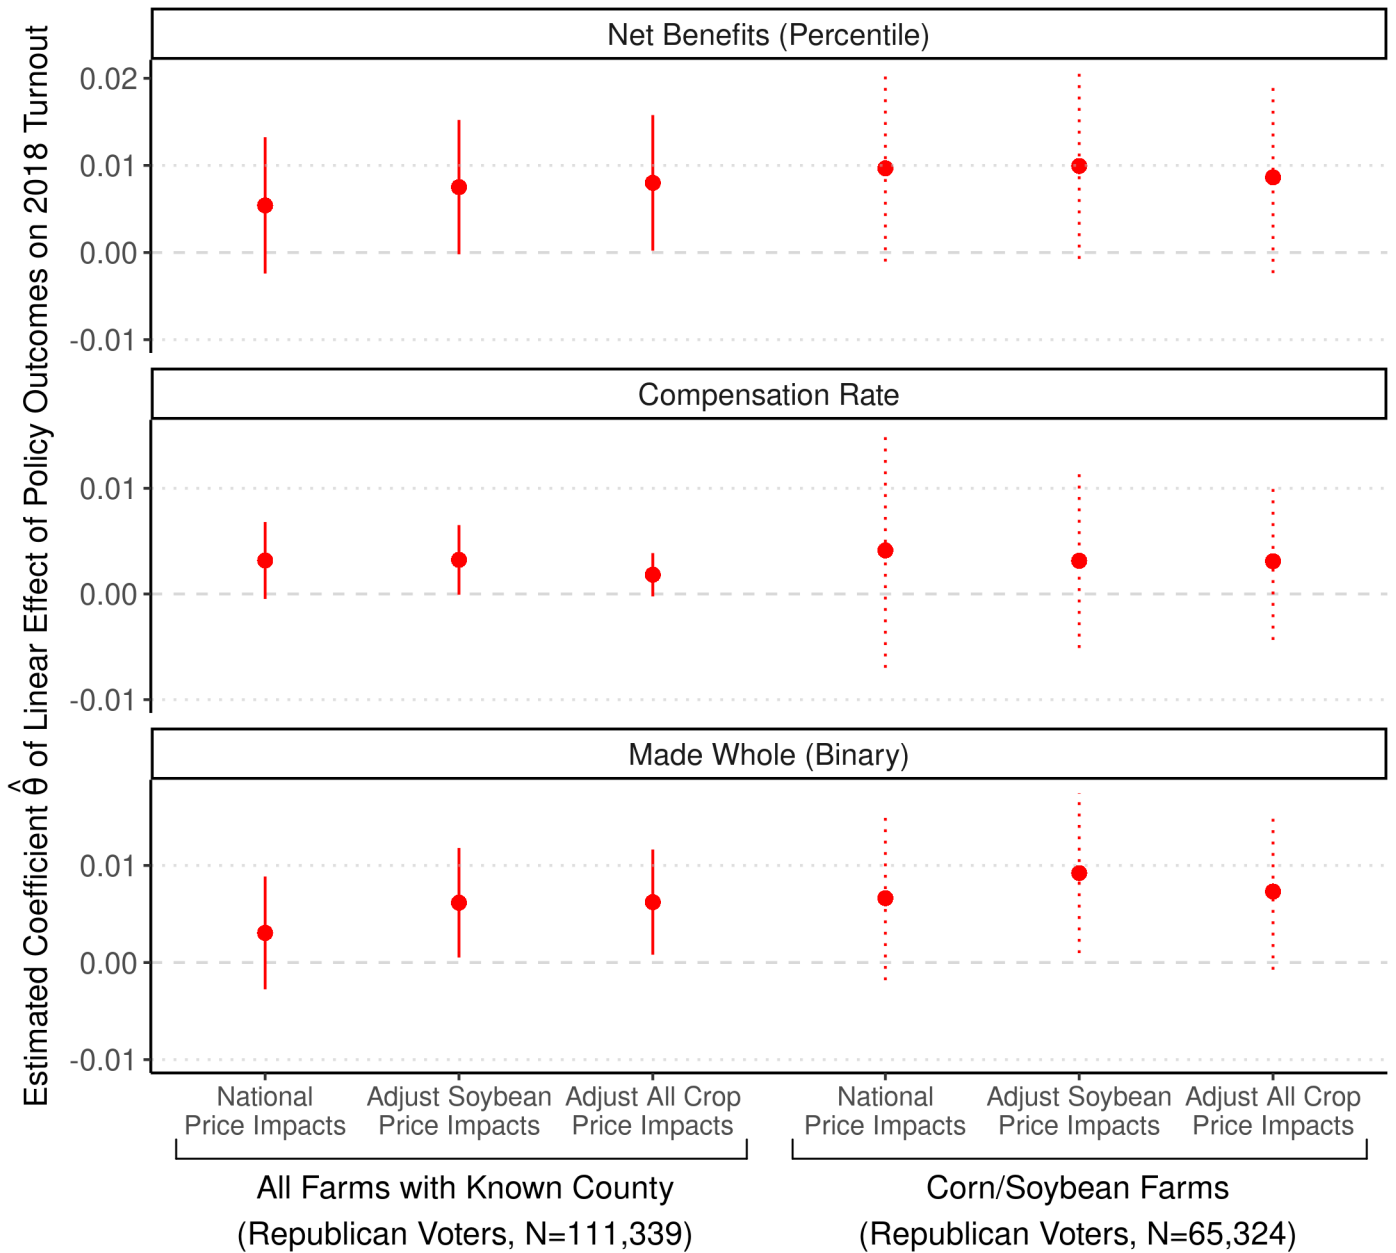 Estimated Coefficient θ̂ of Linear Effect of Policy Outcomes on 2018 Turnout
Net Benefits (Percentile)
0.02
0.01
0.00
-0.01
Compensation Rate
0.01
0.00
-0.01
Made Whole (Binary)
0.01
0.00
-0.01
National Adjust Soybean Adjust All Crop National Adjust Soybean Adjust All Crop
Price Impacts Price Impacts Price Impacts Price Impacts Price Impacts Price Impacts
All Farms with Known County Corn/Soybean Farms
(Republican Voters, N=111,339) (Republican Voters, N=65,324)